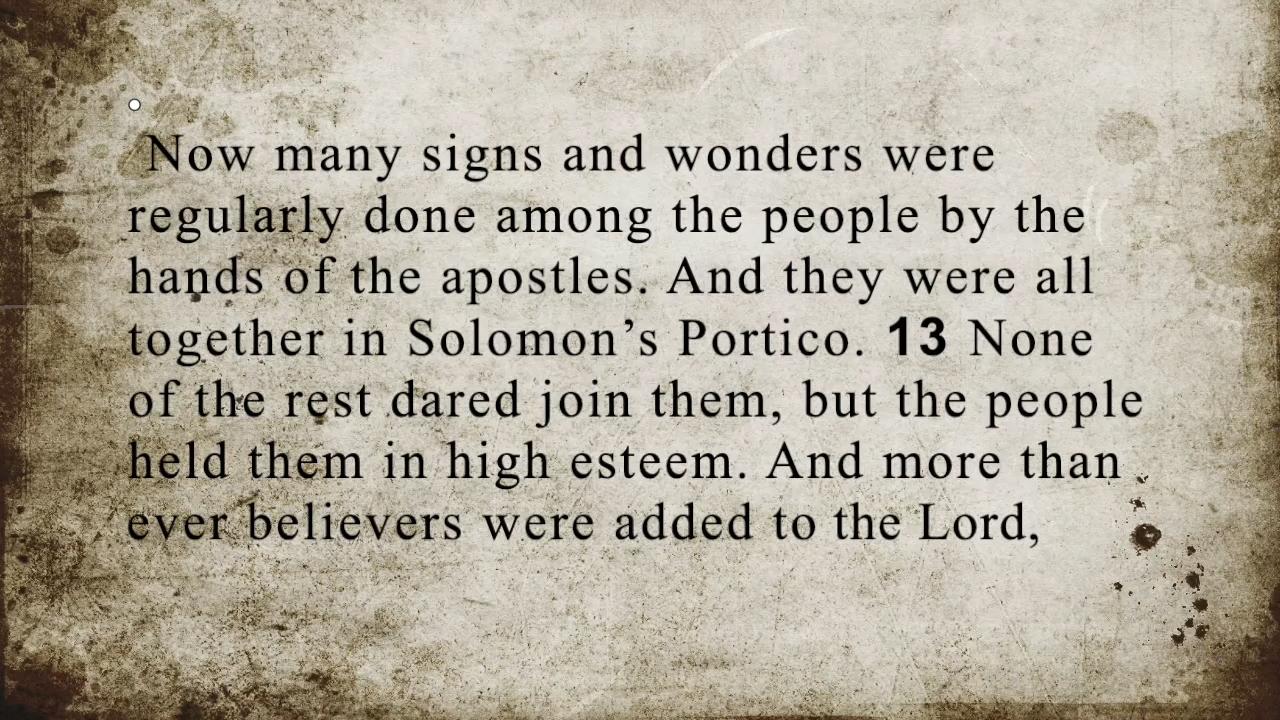 Now many signs and wonders were
regularly done among the people by the
hands of the apostles. And they were all
together in Solomon’s Portico. 13 None
of the rest dared join them, but the people
held them in high esteem. And more than
ever believers were added to the Lord,